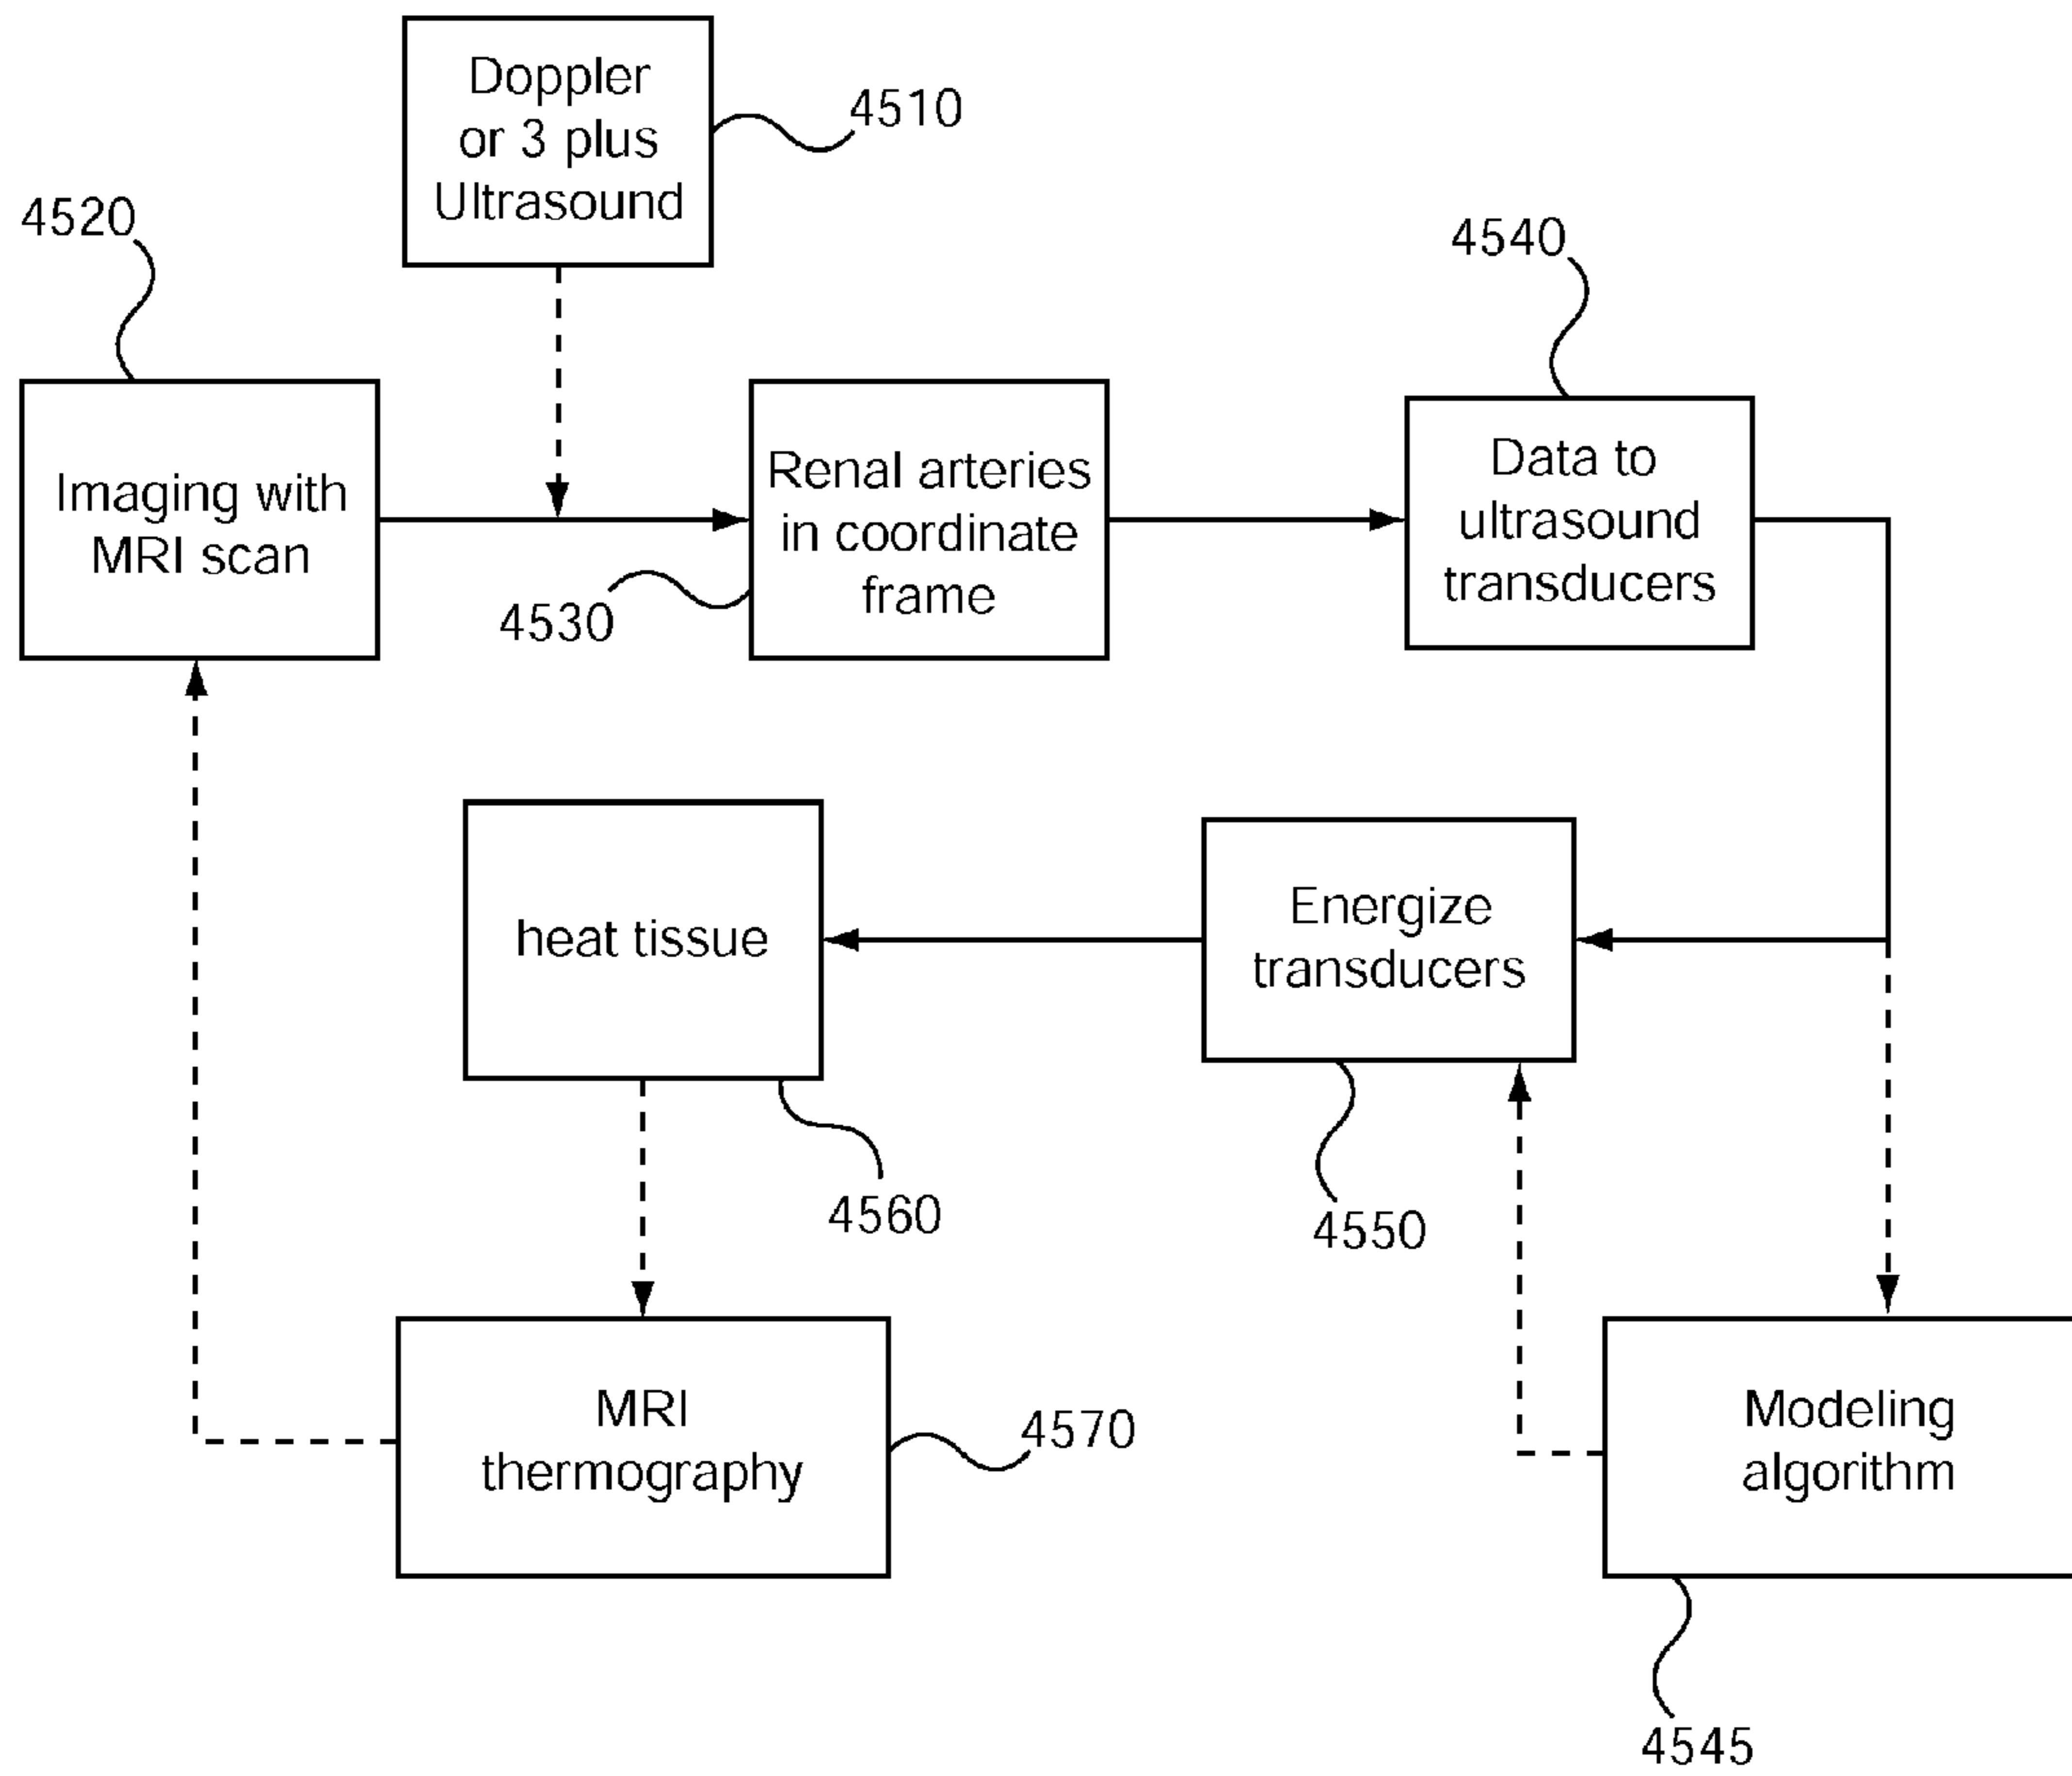 Doppler
or 3 plus
Ultrasound
4510
4520
4540
Imaging with
MRI scan
Renal arteries
in coordinate
frame
4530
Data to
ultrasound
transducers
heat tissue
Energize
transducers
4560
4550
MRI
thermography
4570
Modeling
algorithm
4545